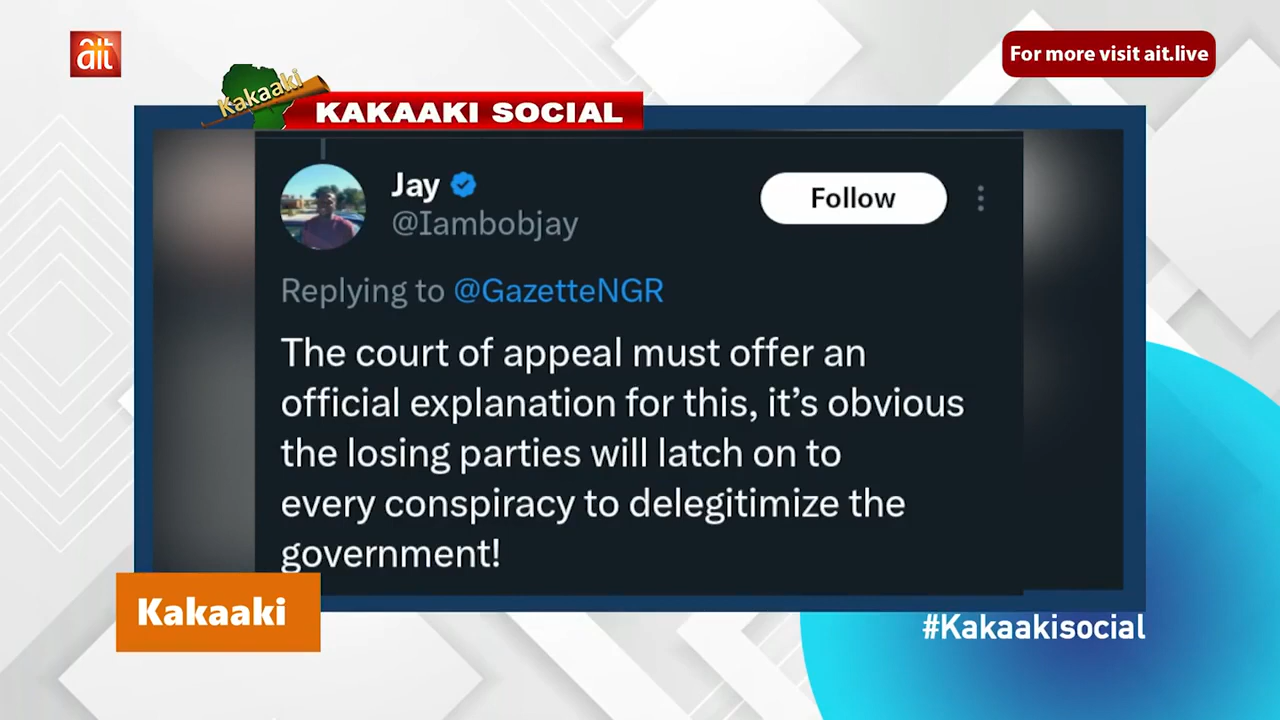 ait
For more visit ait.live
Kakaaki
KAKAAKI SOCIAL
Jay
@Iambobjay
Follow
Replying to @GazetteNGR
The court of appeal must offer an
official explanation for this, it’s obvious
the losing parties will latch on to
every conspiracy to delegitimize the
government!
Kakaaki
#Kakaakisocial